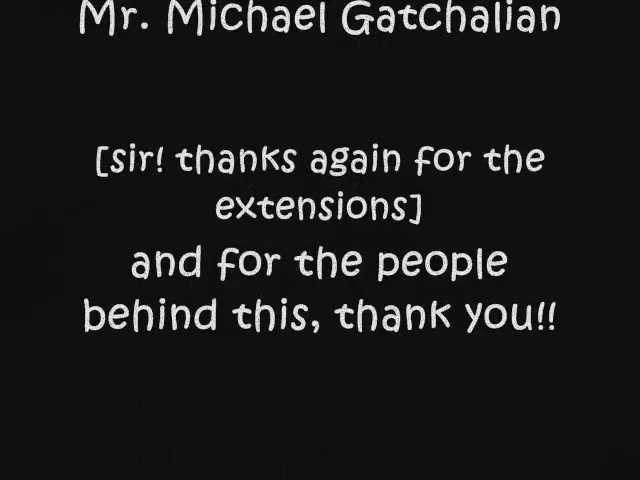 Mr. Michael Gatchalian
[sir! thanks again for the
extensions]
and for the people
behind this, thank you!!